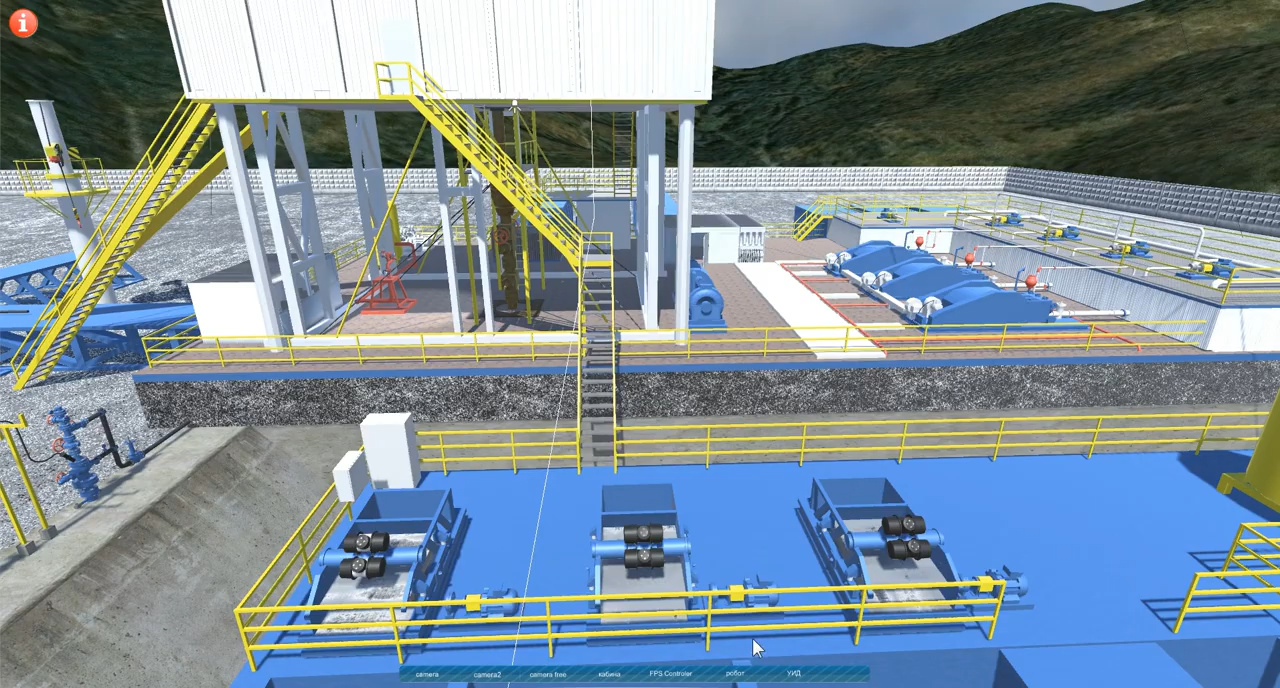 i
camera
camera2
camera free
кабина
FPS Controler
робот
УИД